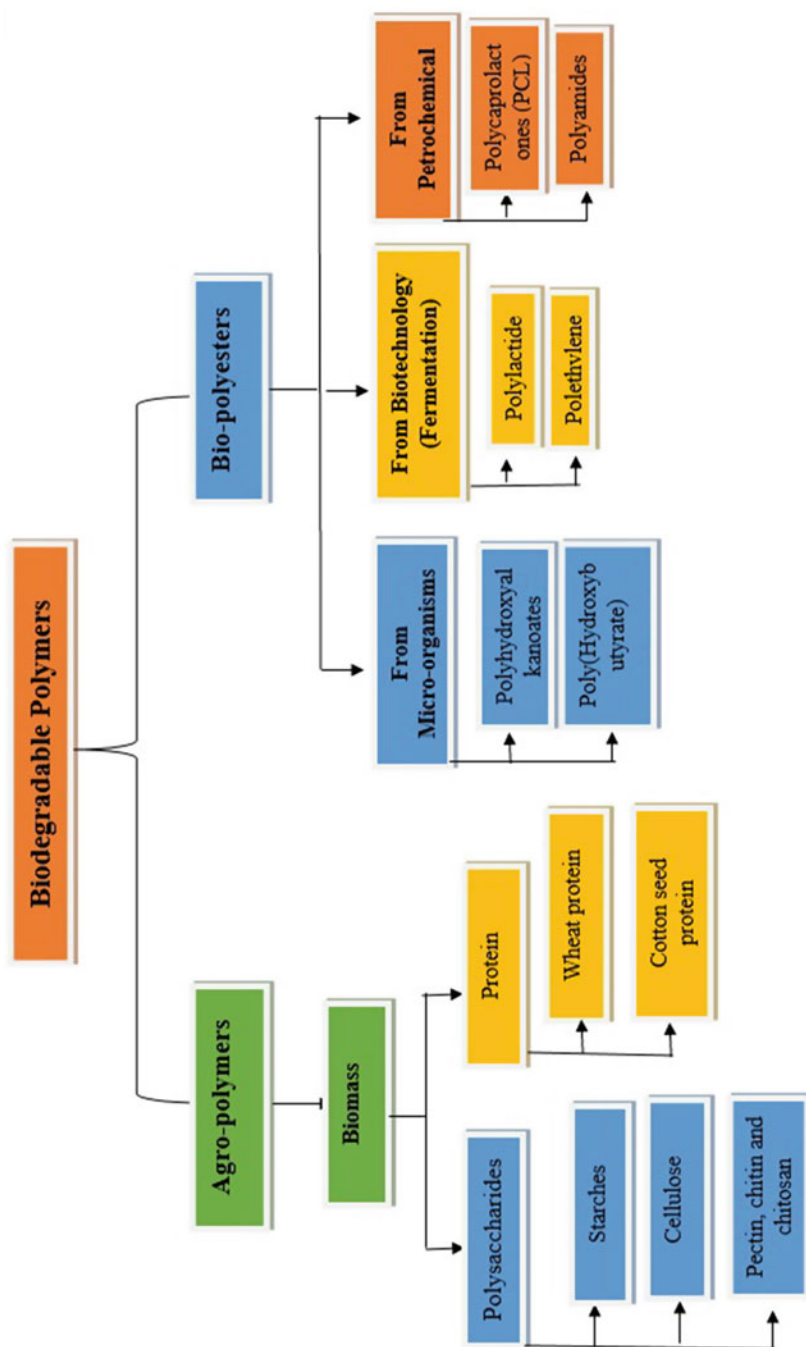 Biodegradable Polymers
Agro-polymers
Bio-polyesters
Biomass
Polysaccharides
Starches
Cellulose
Pectin, chitin and
chitosan
Protein
Wheat protein
Cotton seed
protein
From
Micro-organisms
Polyhydroxyal
kanoates
Poly(Hydroxyb
utyrate)
From Biotechnology
(Fermentation)
Polylactide
Polethvlene
From
Petrochemical
Polycaprolact
ones (PCL)
Polyamides